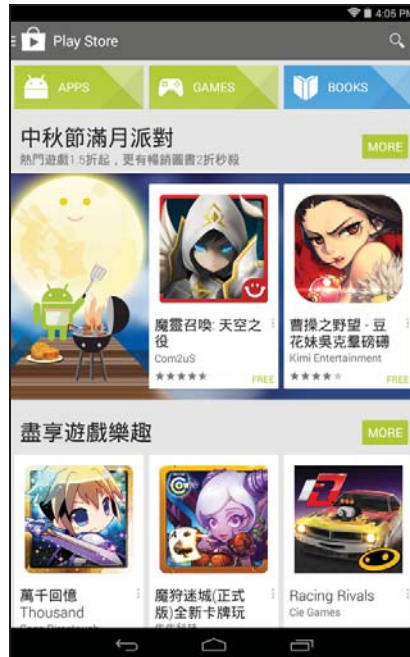 4:05 PM
Play Store
APPS
GAMES
BOOKS
中秋節滿月派對
MORE
熱門遊戲1.5折起，更有暢銷圖書2折秒殺
魔靈召喚: 天空之
役
Com2uS
FREE
曹操之野望 - 豆
花妹吳克羣磅礡
Kimi Entertainment
FREE
盡享遊戲樂趣
MORE
萬千回憶
Thousand
魔狩迷城(正式
版)全新卡牌玩
Racing Rivals
Cie Games